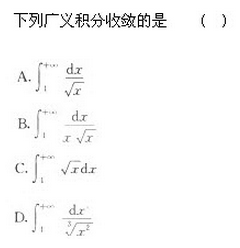 下列广义积分收敛的是 ( )
A. ∫₁^{+∞} dx/√x
B. ∫₁^{+∞} dx/(x√x)
C. ∫₁^{+∞} √x dx
D. ∫₁^{+∞} dx/∛(x²)